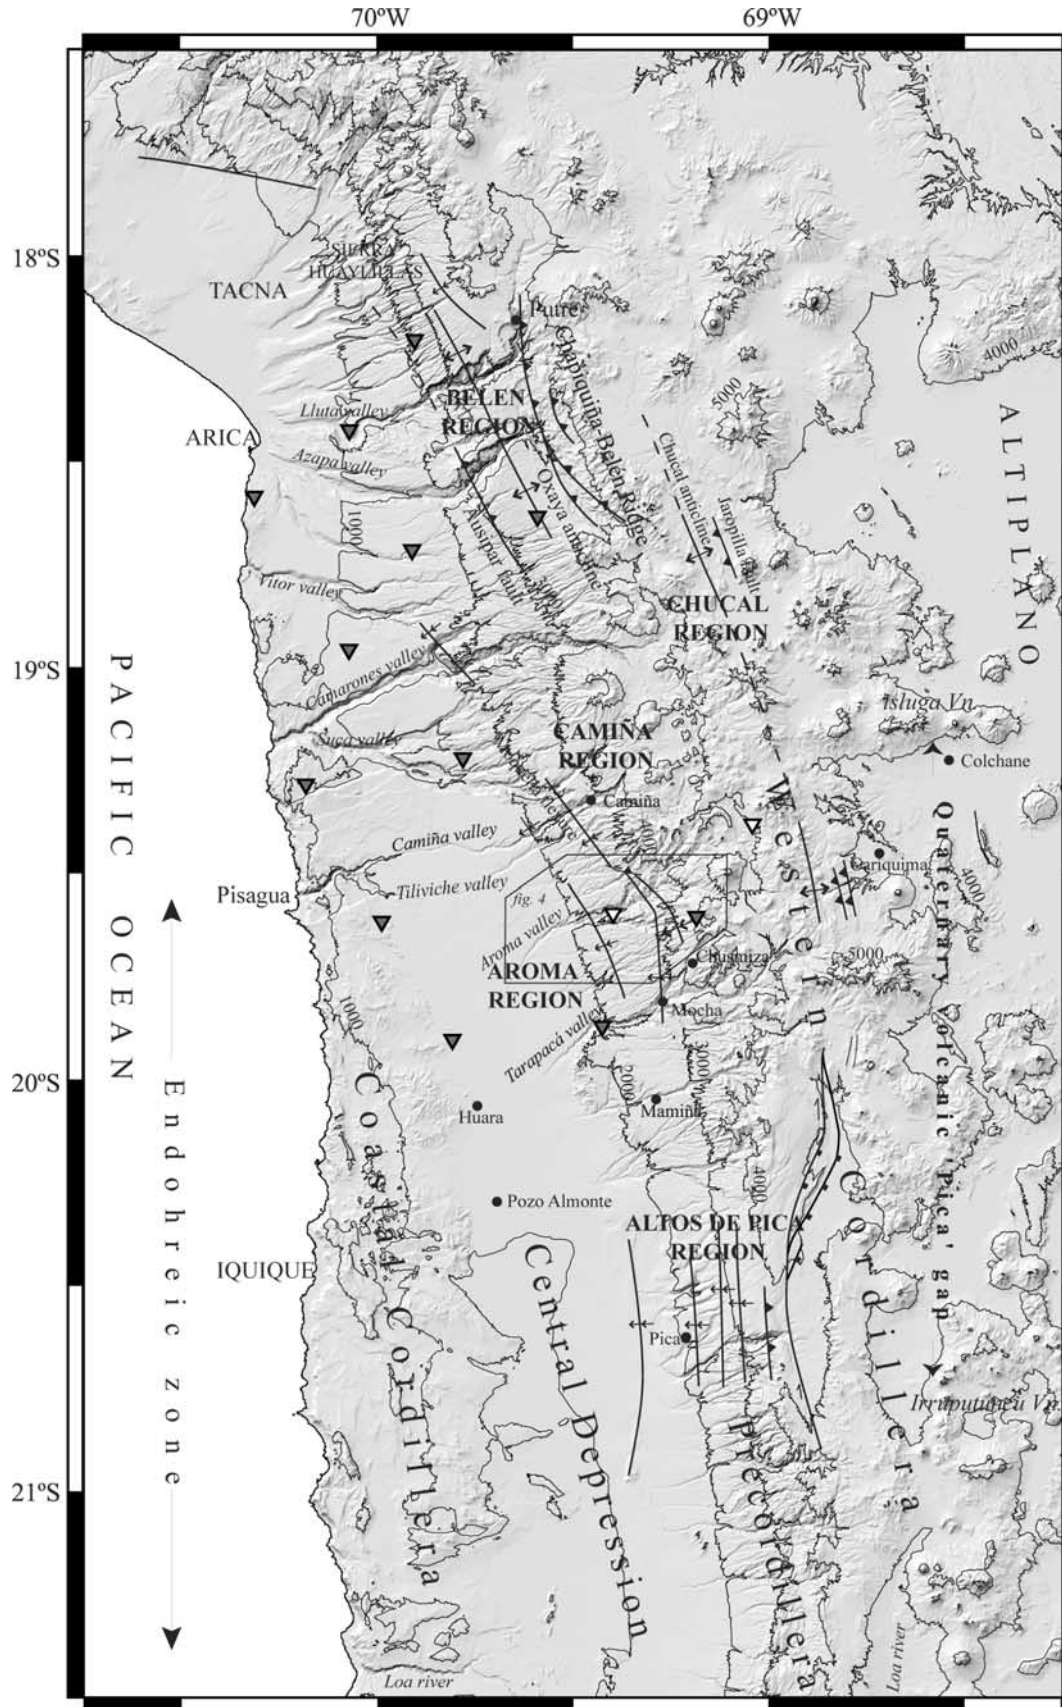 70ºW
69ºW
18ºS
SIERRA
HUAYLILLAS
TACNA
Putre
4000
5000
Chapiquiña-Belén Ridge
Lluta valley
BELEN
REGION
ARICA
Azapa valley
ALTIPLANO
Chucal anticline
Jaropilla fault
Oxaya anticline
Ausipar fault
1000
3000
Vitor valley
CHUCAL
REGION
19ºS
Camarones valley
Isluga Vn.
Suca valley
CAMIÑA
REGION
Colchane
Camiña
PACIFIC OCEAN
Camiña valley
4000
Cariquima
4000
Tiliviche valley
Pisagua
fig. 4
Aroma valley
Chusmiza
5000
AROMA
REGION
Mocha
1000
Tarapacá valley
20ºS
3000
2000
Huara
Mamiña
Western Cordillera
Quaternary volcanic 'Pica' gap
Endohreic zone
Coastal Cordillera
4000
Pozo Almonte
ALTOS DE PICA
REGION
IQUIQUE
Central Depression
Pica
Irruputuncu Vn.
Precordillera
21ºS
Loa river
Loa river